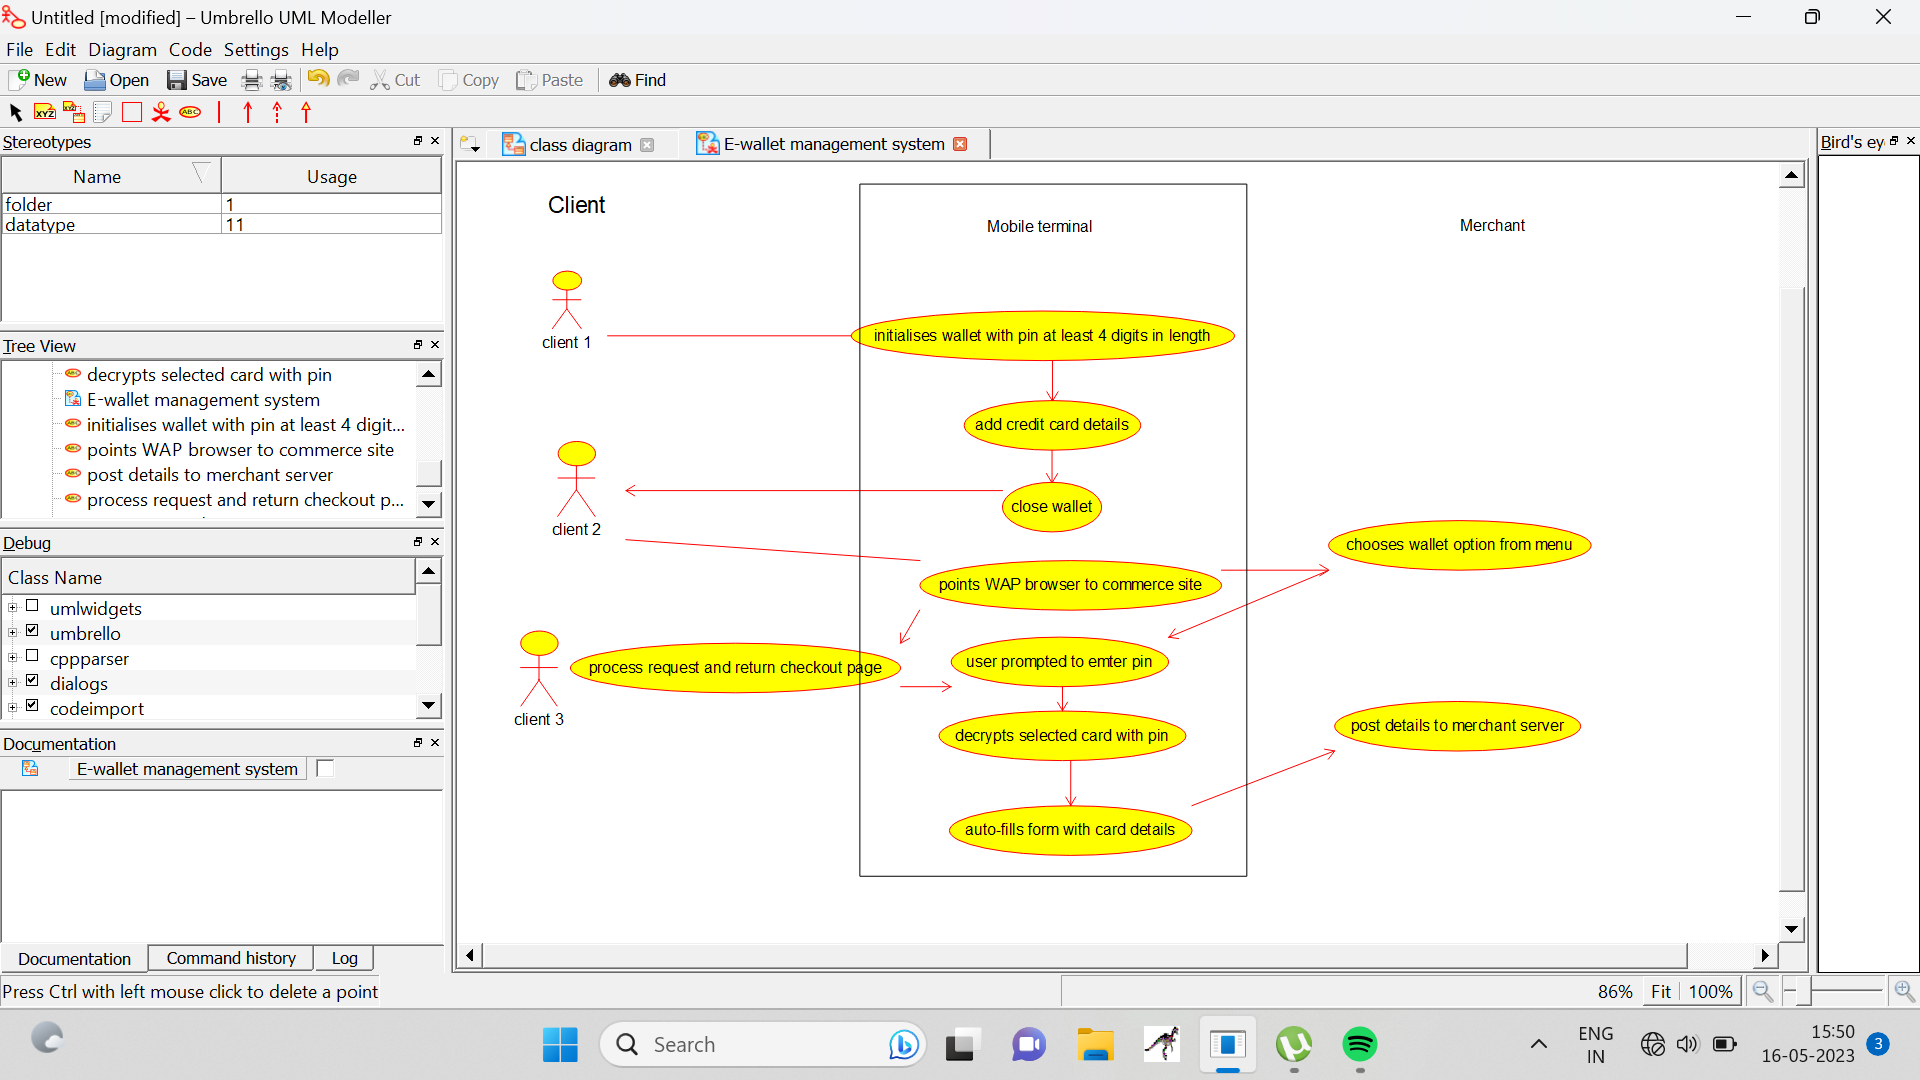 Untitled [modified] – Umbrello UML Modeller
File Edit Diagram Code Settings Help
New Open Save Cut Copy Paste Find
XYZ XYZ ABC
Stereotypes
Name Usage
folder 1
datatype 11
Tree View
decrypts selected card with pin
E-wallet management system
initialises wallet with pin at least 4 digit...
points WAP browser to commerce site
post details to merchant server
process request and return checkout p...
Debug
Class Name
umlwidgets
umbrello
cppparser
dialogs
codeimport
Documentation
E-wallet management system
Documentation Command history Log
Press Ctrl with left mouse click to delete a point
class diagram E-wallet management system
Bird's ey
Client
Mobile terminal
Merchant
client 1
initialises wallet with pin at least 4 digits in length
add credit card details
client 2
close wallet
chooses wallet option from menu
points WAP browser to commerce site
client 3
process request and return checkout page
user prompted to emter pin
decrypts selected card with pin
post details to merchant server
auto-fills form with card details
86% Fit 100%
Search
ENG
IN
15:50
16-05-2023
3